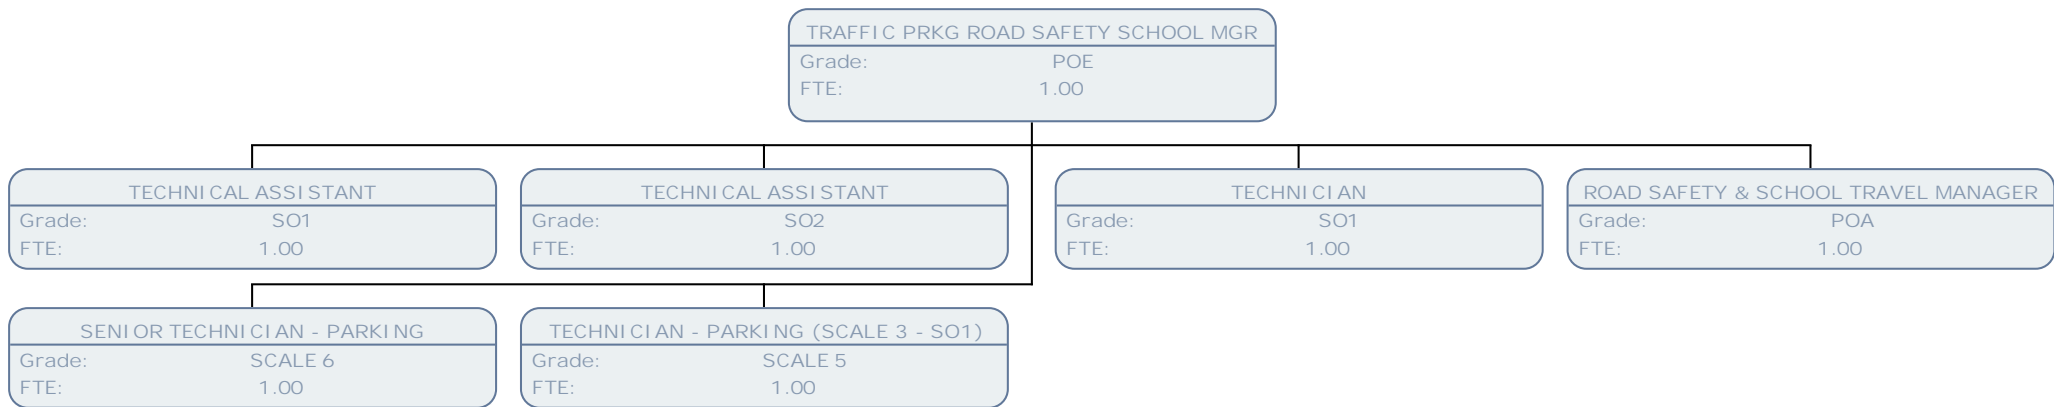 TRAFFIC PRKG ROAD SAFETY SCHOOL MGR
Grade: POE
FTE: 1.00
TECHNICAL ASSISTANT
Grade: SO1
FTE: 1.00
TECHNICAL ASSISTANT
Grade: SO2
FTE: 1.00
TECHNICIAN
Grade: SO1
FTE: 1.00
ROAD SAFETY & SCHOOL TRAVEL MANAGER
Grade: POA
FTE: 1.00
SENIOR TECHNICIAN - PARKING
Grade: SCALE 6
FTE: 1.00
TECHNICIAN - PARKING (SCALE 3 - SO1)
Grade: SCALE 5
FTE: 1.00